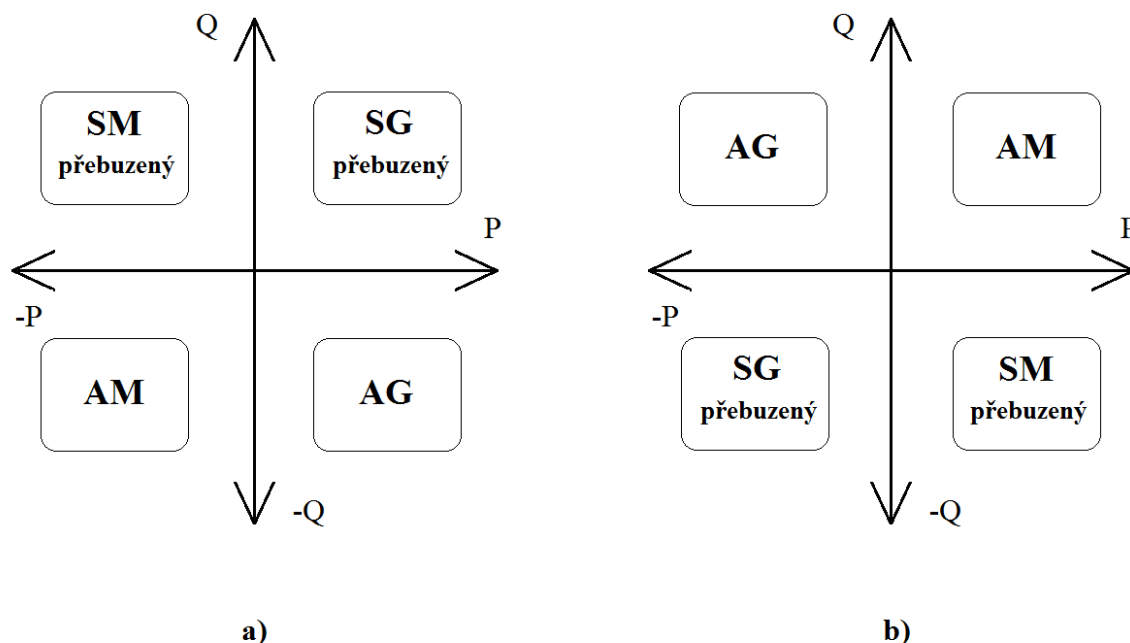 Q
SM
přebuzený
SG
přebuzený
P
-P
AM
AG
-Q
a)
Q
AG
AM
P
-P
SG
přebuzený
SM
přebuzený
-Q
b)